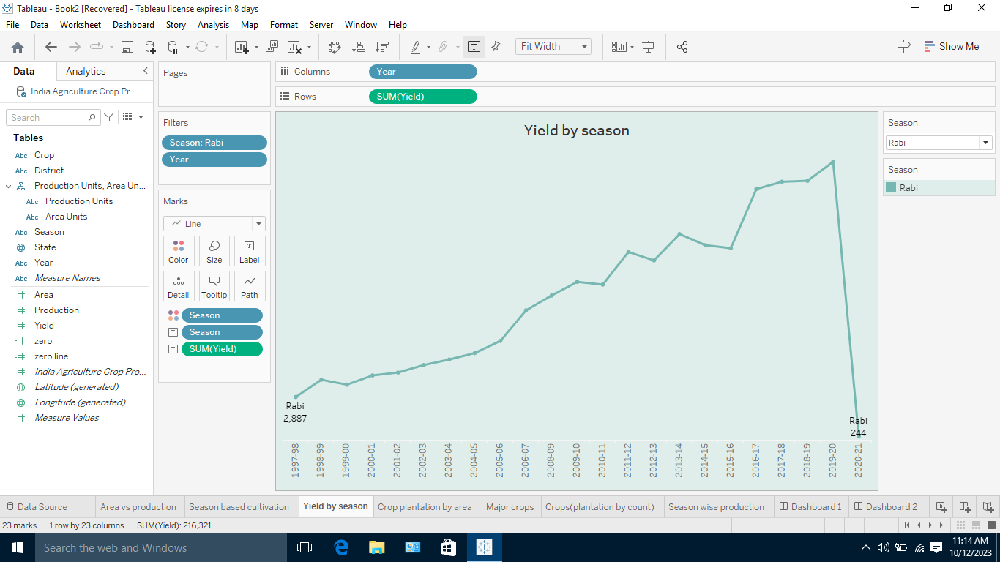 Tableau - Book2 [Recovered] - Tableau license expires in 8 days
File Data Worksheet Dashboard Story Analysis Map Format Server Window Help
Fit Width
Show Me
Data Analytics
India Agriculture Crop Pr...
Search
Tables
Abc Crop
Abc District
Production Units, Area Un...
Abc Production Units
Abc Area Units
Abc Season
State
Abc Year
Abc Measure Names
Area
Production
Yield
zero
zero line
India Agriculture Crop Pro...
Latitude (generated)
Longitude (generated)
Measure Values
Pages
Filters
Season: Rabi
Year
Marks
Line
Color Size Label
Detail Tooltip Path
Season
Season
SUM(Yield)
Columns Year
Rows SUM(Yield)
Yield by season
Rabi
2,887
Rabi
244
1997-98
1998-99
1999-00
2000-01
2001-02
2002-03
2003-04
2004-05
2005-06
2006-07
2008-09
2009-10
2010-11
2011-12
2012-13
2013-14
2014-15
2015-16
2016-17
2017-18
2018-19
2019-20
2020-21
Season
Rabi
Season
Rabi
Data Source Area vs production Season based cultivation Yield by season Crop plantation by area Major crops Crops(plantation by count) Season wise production Dashboard 1 Dashboard 2
23 marks 1 row by 23 columns SUM(Yield): 216,321
Search the web and Windows
11:14 AM
10/12/2023